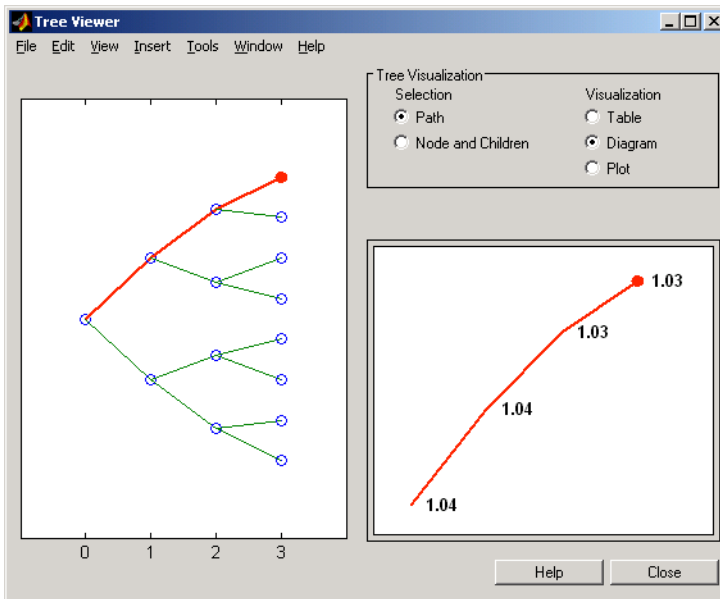 Tree Viewer
File Edit View Insert Tools Window Help
Tree Visualization
Selection
Path
Node and Children
Visualization
Table
Diagram
Plot
0 1 2 3
1.03
1.03
1.04
1.04
Help Close